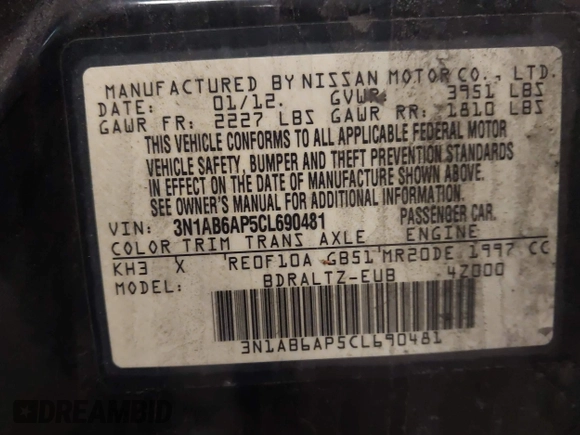 MANUFACTURED BY NISSAN MOTOR CO., LTD.
DATE: 01/12. GVWR 3951 LBS
GAWR FR: 2227 LBS GAWR RR: 1810 LBS
THIS VEHICLE CONFORMS TO ALL APPLICABLE FEDERAL MOTOR
VEHICLE SAFETY, BUMPER AND THEFT PREVENTION STANDARDS
IN EFFECT ON THE DATE OF MANUFACTURE SHOWN ABOVE.
SEE OWNER'S MANUAL FOR ADDITIONAL INFORMATION.
VIN: 3N1AB6AP5CL690481 PASSENGER CAR.
COLOR TRIM TRANS AXLE ENGINE
KH3 X RE0F10A GB51 MR20DE 1997 CC
MODEL: BDRALTZ-EUB 4Z000
3N1AB6AP5CL690481
DREAMBID